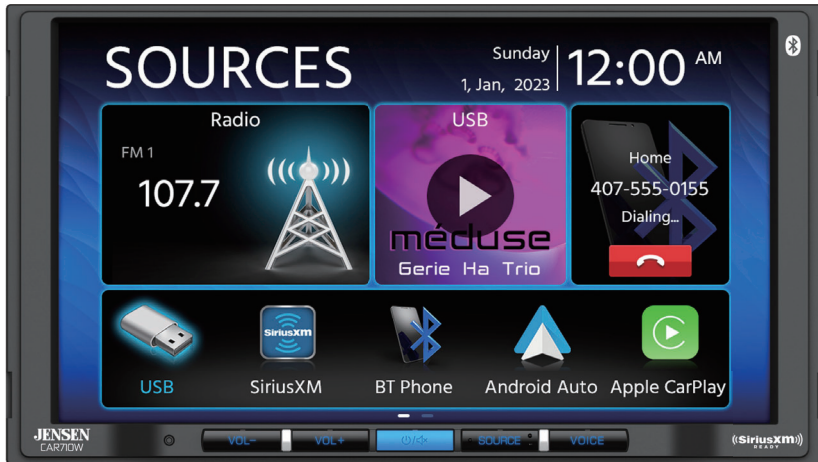 SOURCES
Sunday
1, Jan, 2023
12:00 AM
Radio
FM 1
107.7
USB
méduse
Gerie Ha Trio
Home
407-555-0155
Dialing...
USB
SiriusXM
SiriusXM
BT Phone
Android Auto
Apple CarPlay
JENSEN
CAR710W
VOL-
VOL+
SOURCE
VOICE
((SiriusXM))
READY